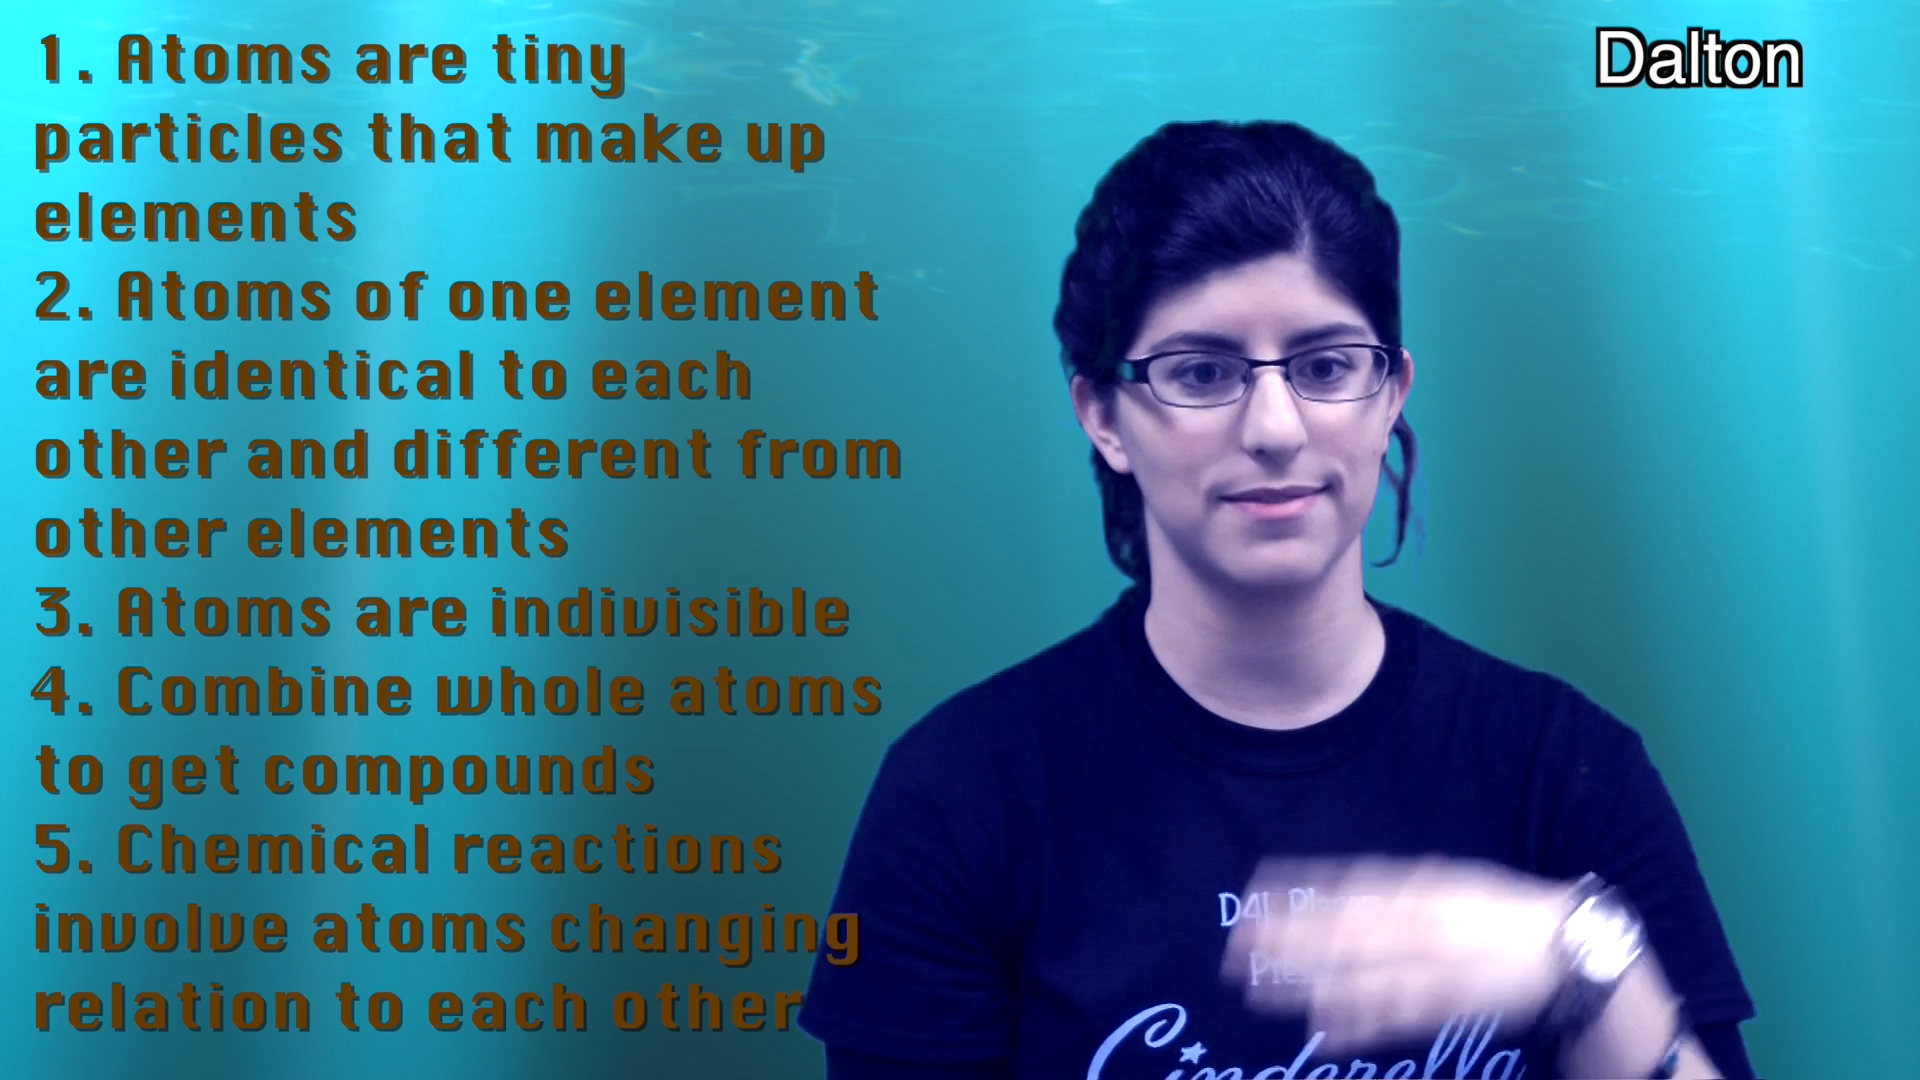 1. Atoms are tiny
particles that make up
elements
2. Atoms of one element
are identical to each
other and different from
other elements
3. Atoms are indivisible
4. Combine whole atoms
to get compounds
5. Chemical reactions
involve atoms changing
relation to each other
Dalton
Cinderella